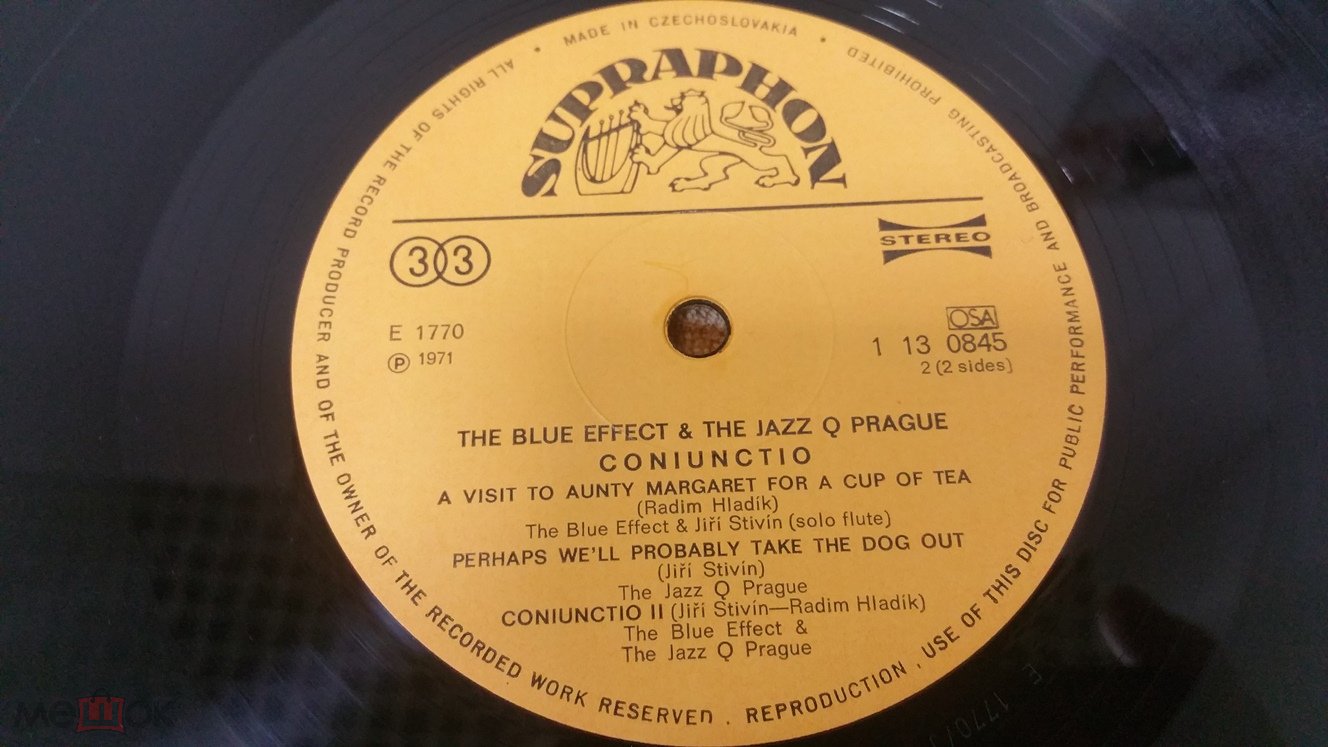 MADE IN CZECHOSLOVAKIA
SUPRAPHON
33
STEREO
E 1770
Ⓟ 1971
OSA
1 13 0845
2 (2 sides)
THE BLUE EFFECT & THE JAZZ Q PRAGUE
CONIUNCTIO
A VISIT TO AUNTY MARGARET FOR A CUP OF TEA
(Radim Hladík)
The Blue Effect & Jiří Stivín (solo flute)
PERHAPS WE'LL PROBABLY TAKE THE DOG OUT
(Jiří Stivín)
The Jazz Q Prague
CONIUNCTIO II (Jiří Stivín—Radim Hladík)
The Blue Effect &
The Jazz Q Prague
ALL RIGHTS OF THE RECORD PRODUCER AND OF THE OWNER OF THE RECORDED WORK RESERVED . REPRODUCTION , USE OF THIS DISC FOR PUBLIC PERFORMANCE AND BROADCASTING PROHIBITED
мешок